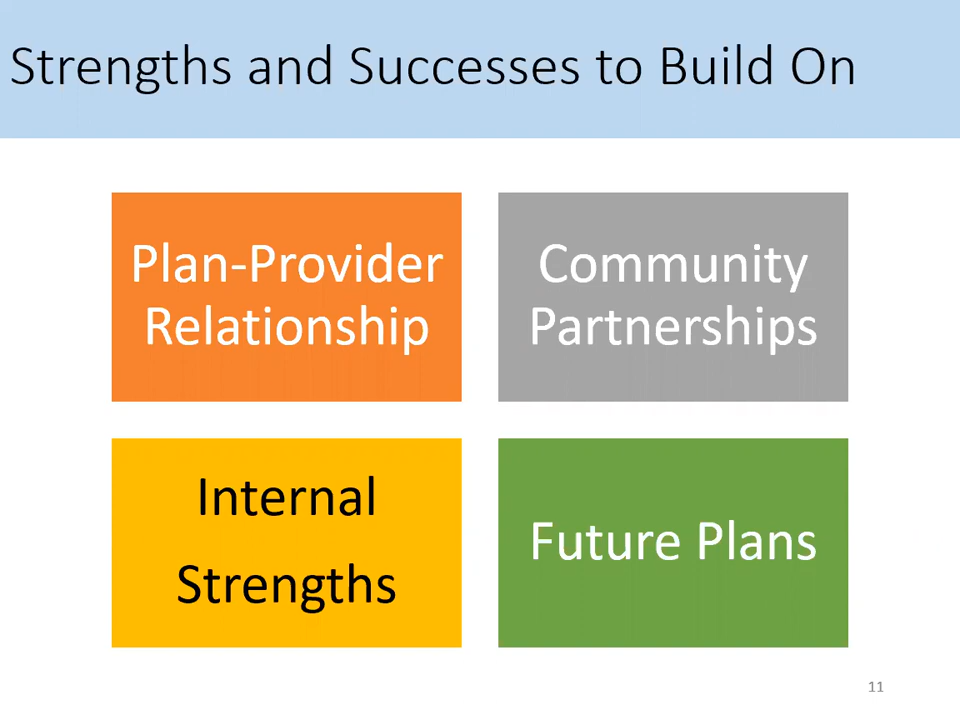 Strengths and Successes to Build On
Plan-Provider
Relationship
Community
Partnerships
Internal
Strengths
Future Plans
11